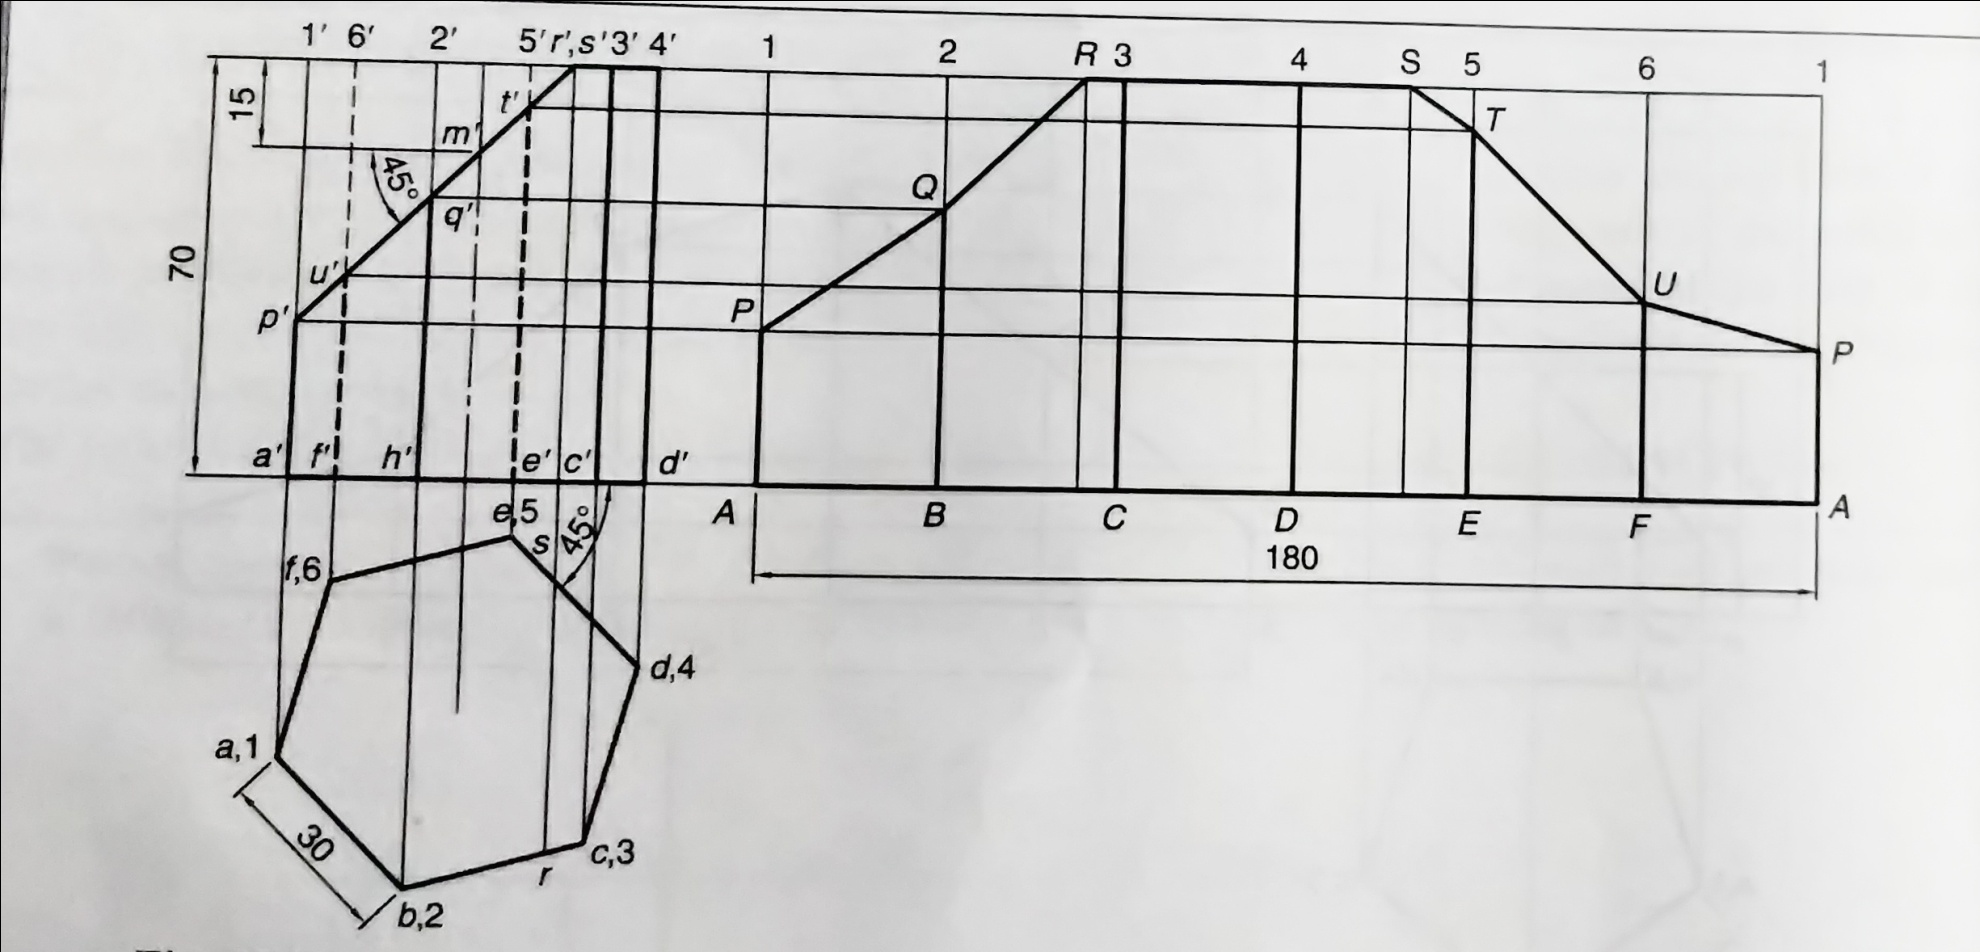 1′ 6′ 2′ 5′ r′,s′ 3′ 4′ 1 2 R 3 4 S 5 6 1
15
t′
T
m′
45°
Q
q′
70
u′
U
p′
P
P
a′ f′ h′ e′ c′ d′
A B C D E F A
e,5
s
45°
180
f,6
d,4
a,1
30
c,3
r
b,2